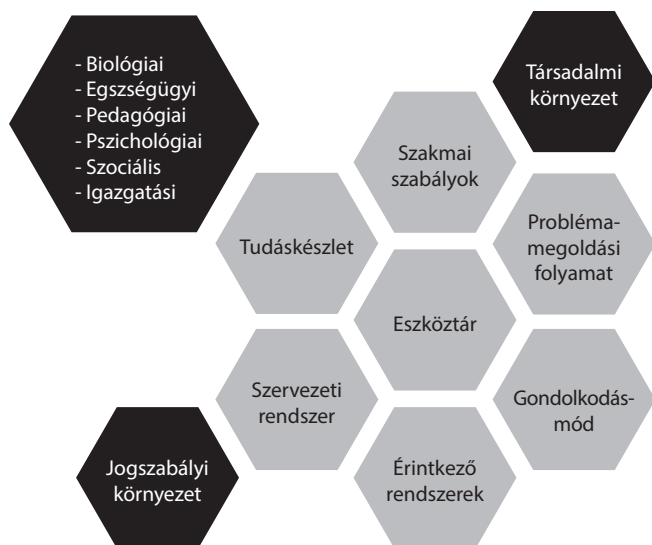 - Biológiai
- Egszségügyi
- Pedagógiai
- Pszichológiai
- Szociális
- Igazgatási
Társadalmi
környezet
Szakmai
szabályok
Tudáskészlet
Probléma-
megoldási
folyamat
Eszköztár
Szervezeti
rendszer
Gondolkodás-
mód
Jogszabályi
környezet
Érintkező
rendszerek